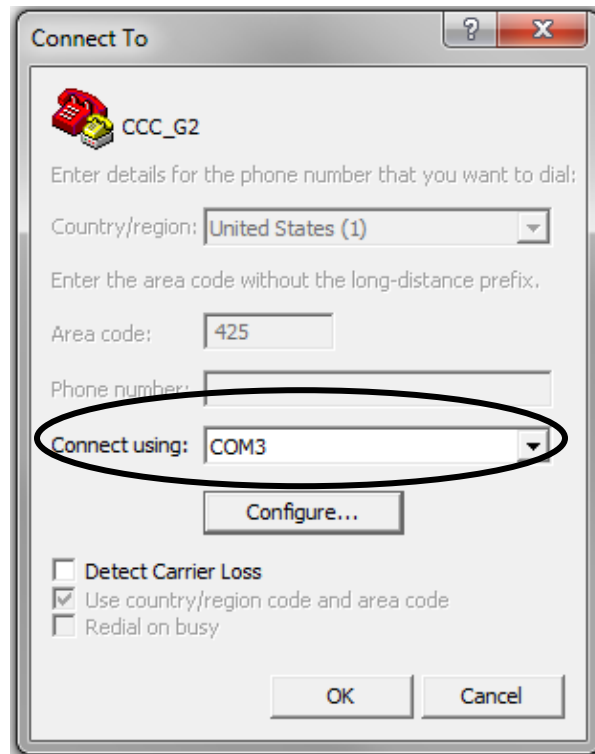 Connect To
CCC_G2
Enter details for the phone number that you want to dial:
Country/region: United States (1)
Enter the area code without the long-distance prefix.
Area code: 425
Phone number:
Connect using: COM3
Configure...
Detect Carrier Loss
Use country/region code and area code
Redial on busy
OK Cancel